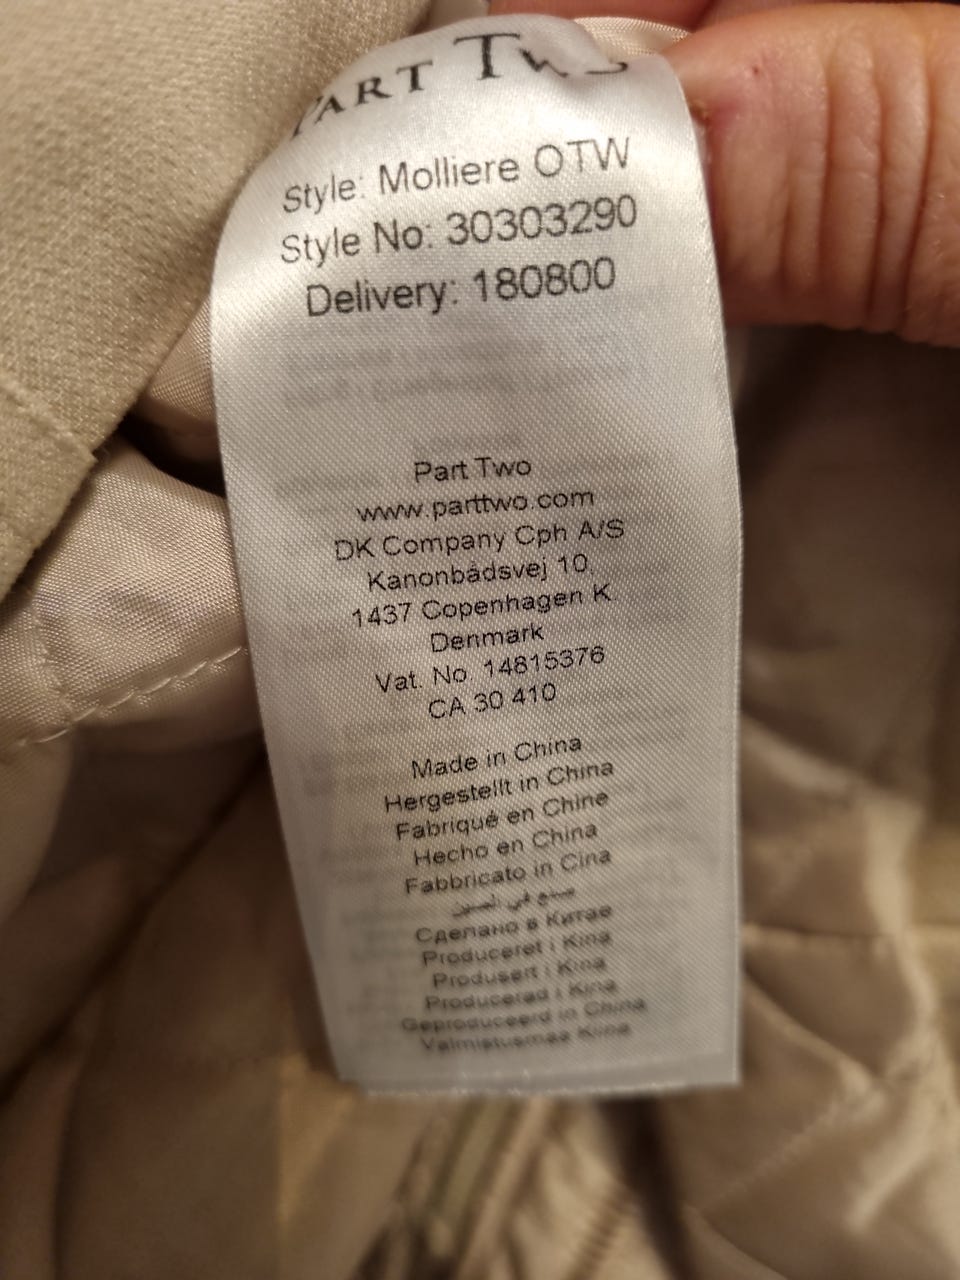 PART TWO
Style: Molliere OTW
Style No: 30303290
Delivery: 180800
Part Two
www.parttwo.com
DK Company Cph A/S
Kanonbådsvej 10,
1437 Copenhagen K.
Denmark
Vat. No. 14815376
CA 30 410
Made in China
Hergestellt in China
Fabriqué en Chine
Hecho en China
Fabbricato in Cina
صنع في الصين
Сделано в Китае
Produceret i Kina
Produsert i Kina
Producerad i Kina
Geproduceerd in China
Valmistusmaa Kiina